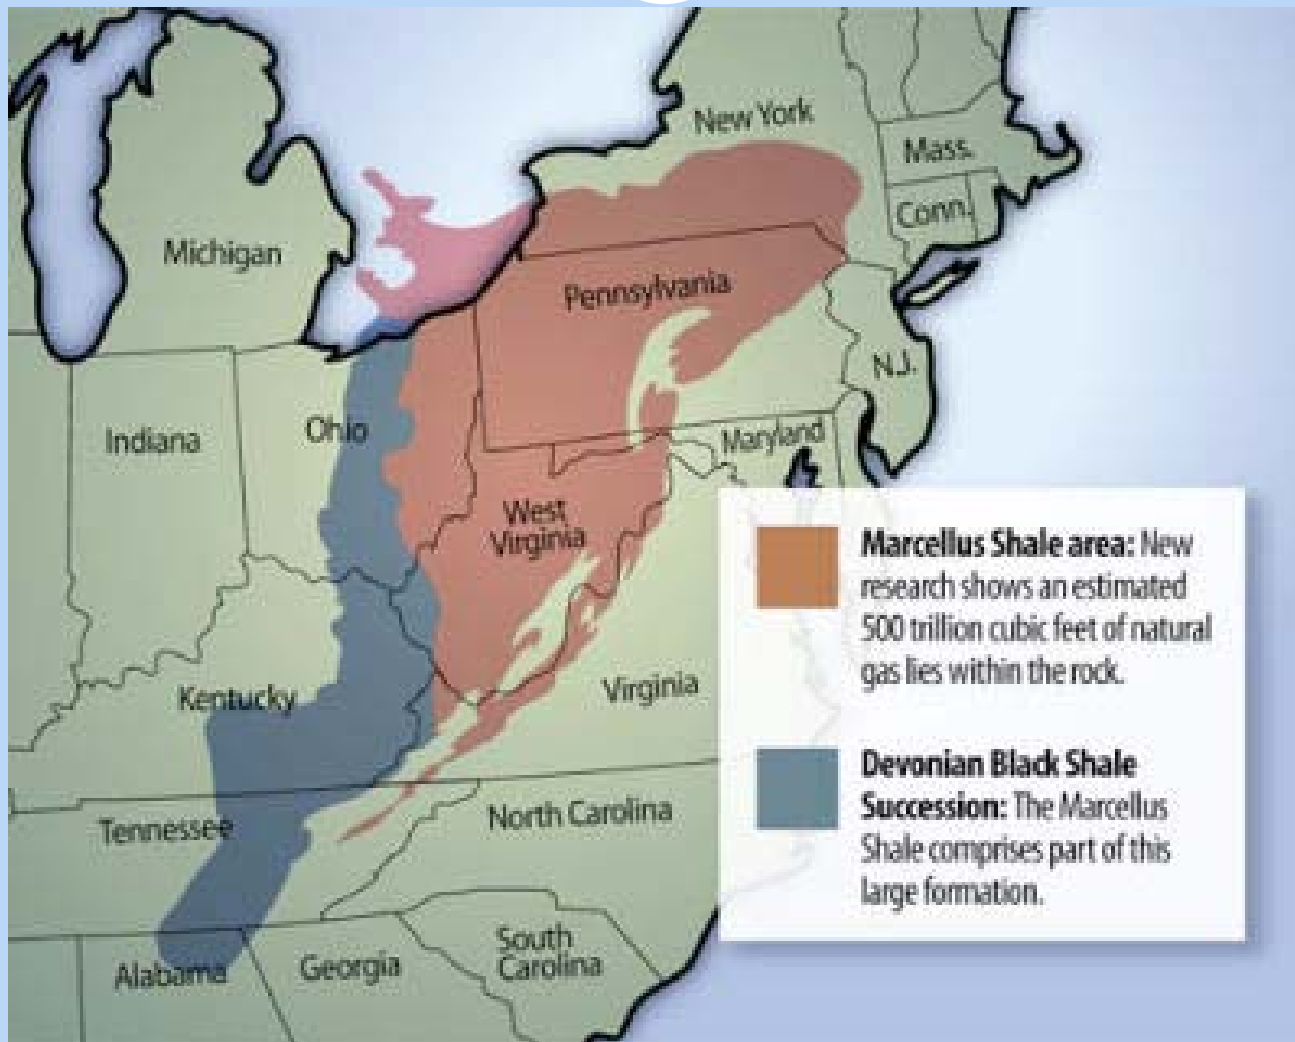 New York
Mass.
Conn.
Michigan
Pennsylvania
N.J.
Ohio
Indiana
Maryland
West
Virginia
Kentucky
Virginia
Tennessee
North Carolina
South
Carolina
Alabama
Georgia
Marcellus Shale area: New
research shows an estimated
500 trillion cubic feet of natural
gas lies within the rock.
Devonian Black Shale
Succession: The Marcellus
Shale comprises part of this
large formation.